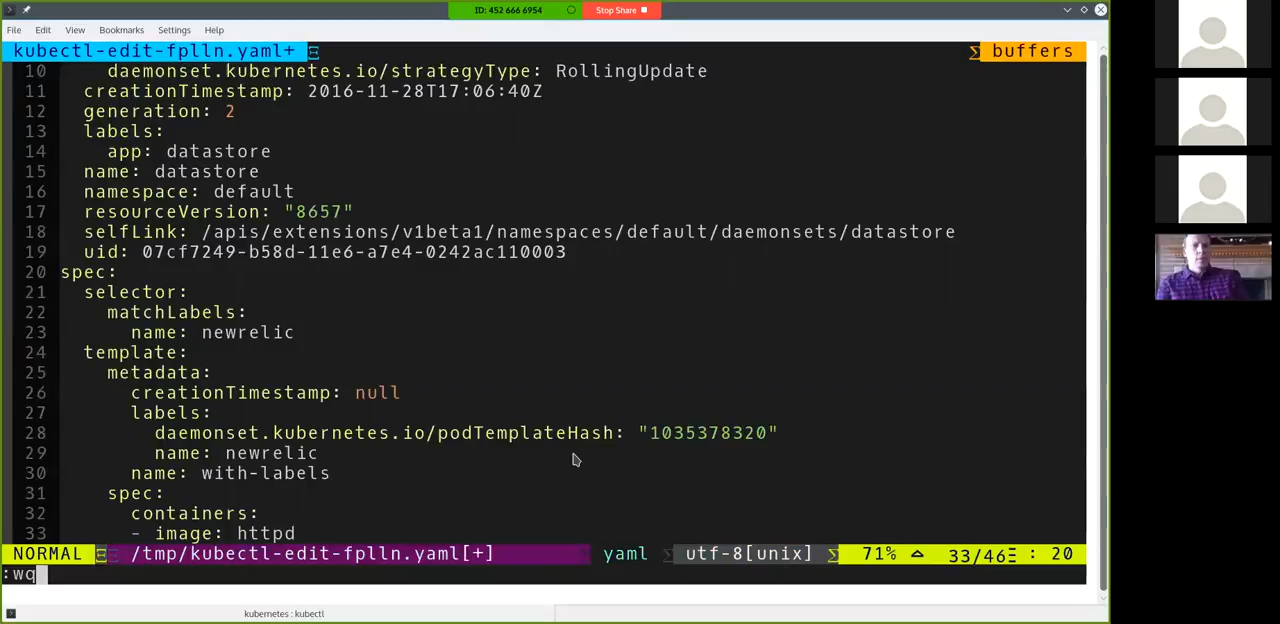 ID: 452 666 6954
Stop Share
File Edit View Bookmarks Settings Help
kubectl-edit-fplln.yaml+
buffers
10 daemonset.kubernetes.io/strategyType: RollingUpdate
11 creationTimestamp: 2016-11-28T17:06:40Z
12 generation: 2
13 labels:
14 app: datastore
15 name: datastore
16 namespace: default
17 resourceVersion: "8657"
18 selfLink: /apis/extensions/v1beta1/namespaces/default/daemonsets/datastore
19 uid: 07cf7249-b58d-11e6-a7e4-0242ac110003
20 spec:
21 selector:
22 matchLabels:
23 name: newrelic
24 template:
25 metadata:
26 creationTimestamp: null
27 labels:
28 daemonset.kubernetes.io/podTemplateHash: "1035378320"
29 name: newrelic
30 name: with-labels
31 spec:
32 containers:
33 - image: httpd
NORMAL /tmp/kubectl-edit-fplln.yaml[+] yaml utf-8[unix] 71% 33/46 : 20
:wq
kubernetes : kubectl